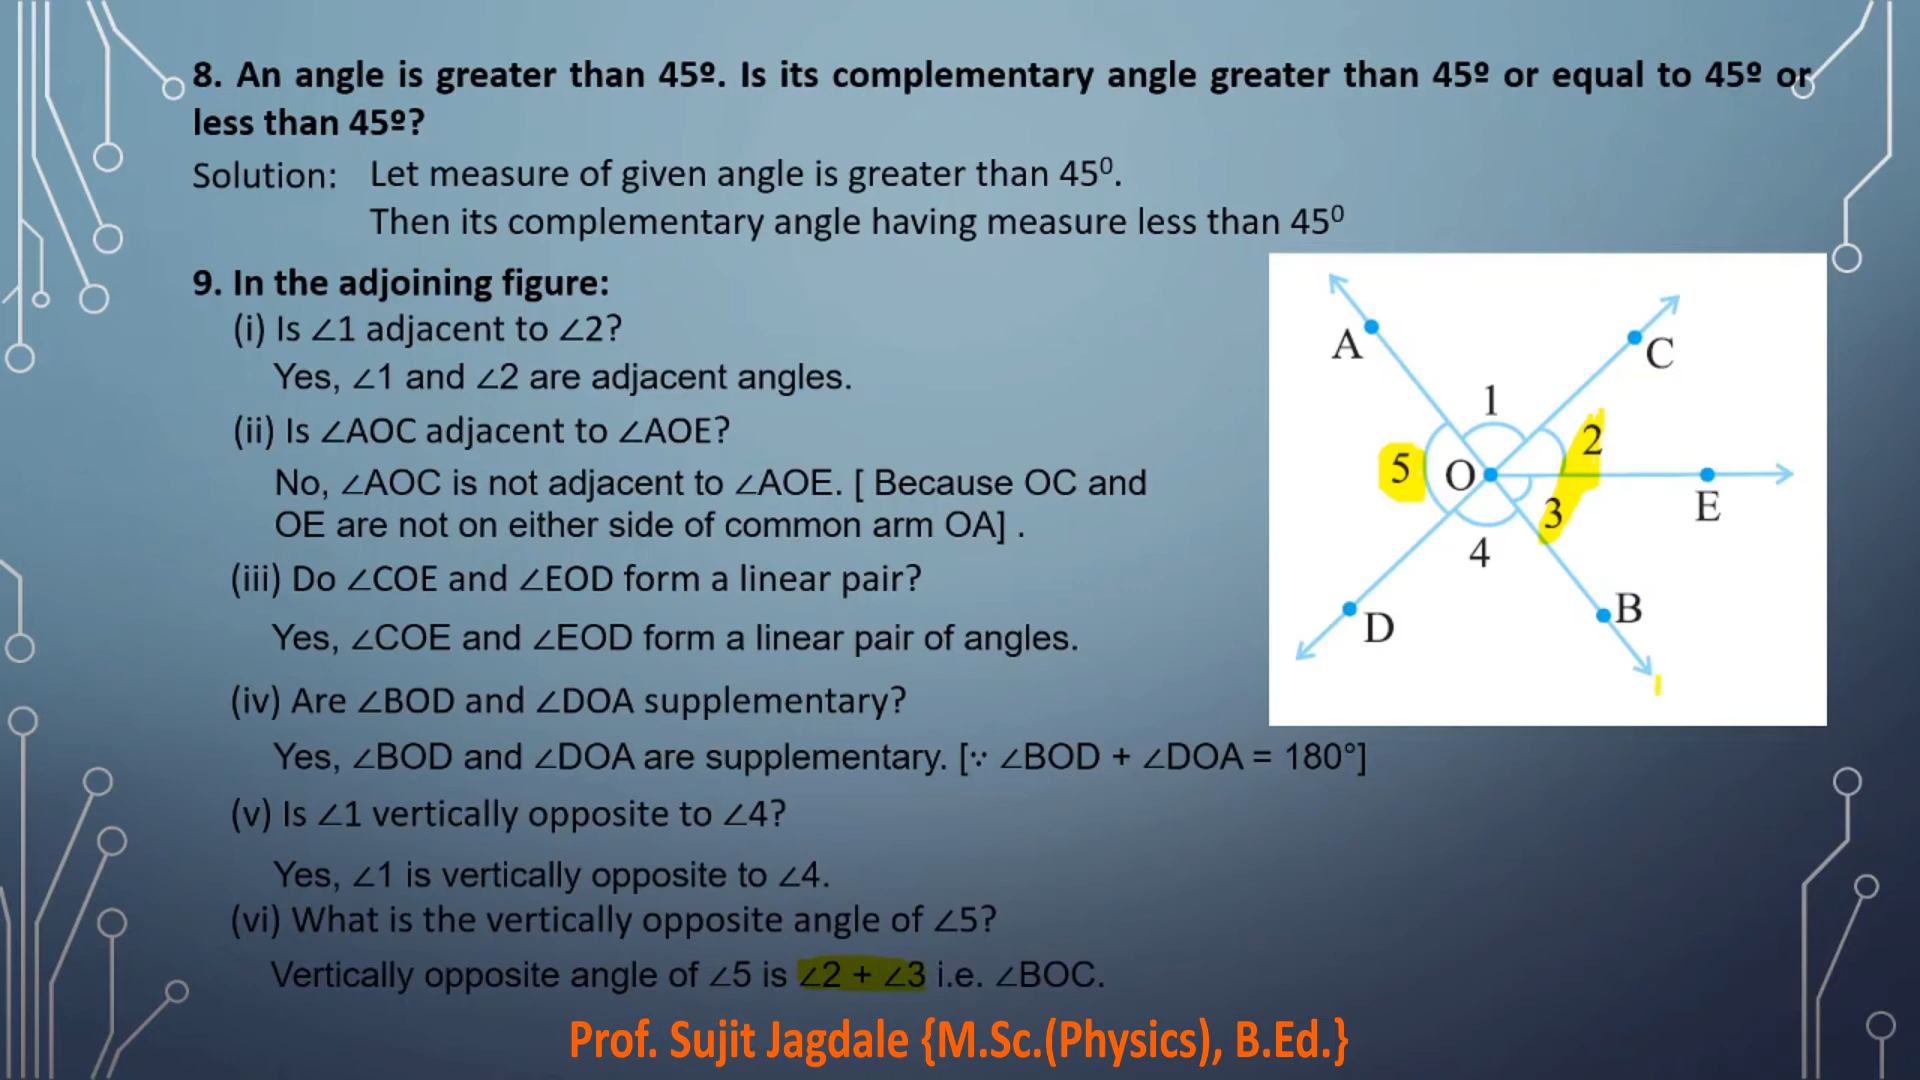 8. An angle is greater than 45º. Is its complementary angle greater than 45º or equal to 45º or
less than 45º?
Solution: Let measure of given angle is greater than 45⁰.
Then its complementary angle having measure less than 45⁰
9. In the adjoining figure:
(i) Is ∠1 adjacent to ∠2?
Yes, ∠1 and ∠2 are adjacent angles.
(ii) Is ∠AOC adjacent to ∠AOE?
No, ∠AOC is not adjacent to ∠AOE. [ Because OC and
OE are not on either side of common arm OA] .
(iii) Do ∠COE and ∠EOD form a linear pair?
Yes, ∠COE and ∠EOD form a linear pair of angles.
(iv) Are ∠BOD and ∠DOA supplementary?
Yes, ∠BOD and ∠DOA are supplementary. [∵ ∠BOD + ∠DOA = 180°]
(v) Is ∠1 vertically opposite to ∠4?
Yes, ∠1 is vertically opposite to ∠4.
(vi) What is the vertically opposite angle of ∠5?
Vertically opposite angle of ∠5 is ∠2 + ∠3 i.e. ∠BOC.
A
C
1
2
5
O
3
E
4
B
D
Prof. Sujit Jagdale {M.Sc.(Physics), B.Ed.}